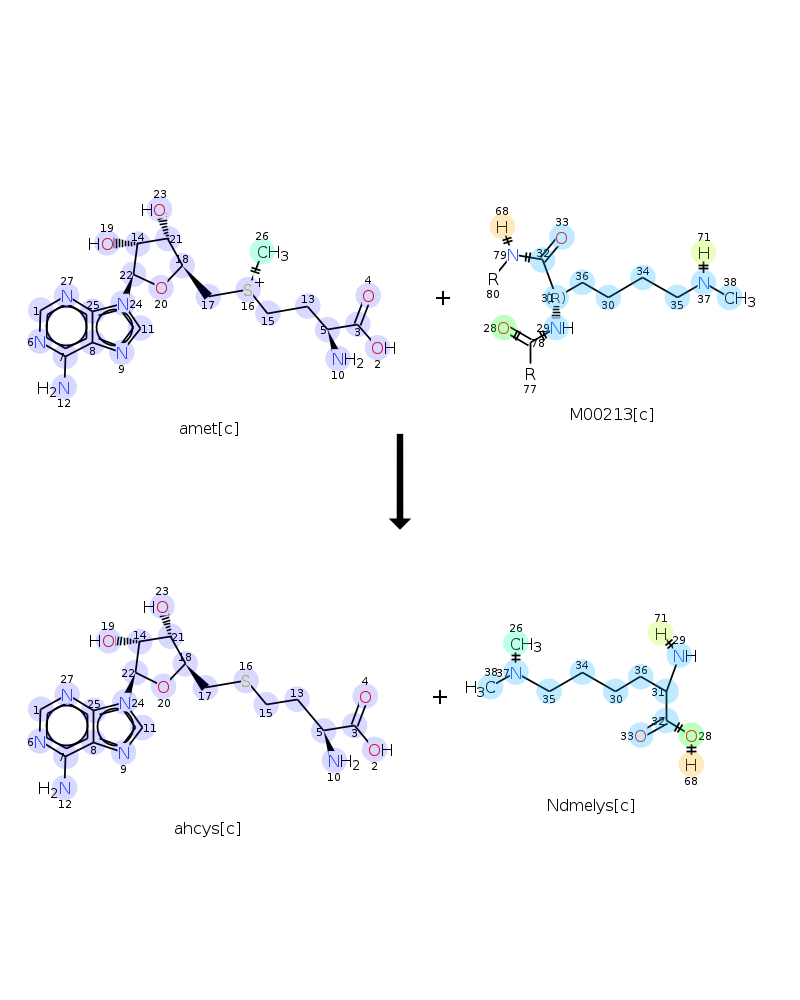 23
HO
19
HO
14
21
18
26
CH3
27
N
22
O
20
17
S
+
16
15
13
5
4
O
3
OH
2
NH2
10
1
25
N
24
11
6
N
7
8
N
9
H2N
12
amet[c]
+
68
H
33
O
79
N
32
R
80
31
(R)
36
30
34
35
71
H
N
37
38
CH3
28
O
29
NH
78
R
77
M00213[c]
23
HO
19
HO
14
21
18
27
N
22
O
20
17
16
S
15
13
5
4
O
3
OH
2
NH2
10
1
25
N
24
11
6
N
7
8
N
9
H2N
12
ahcys[c]
+
26
CH3
38
H3C
37
N
35
34
30
36
31
71
H
29
NH
32
33
O
O
28
H
68
Ndmelys[c]